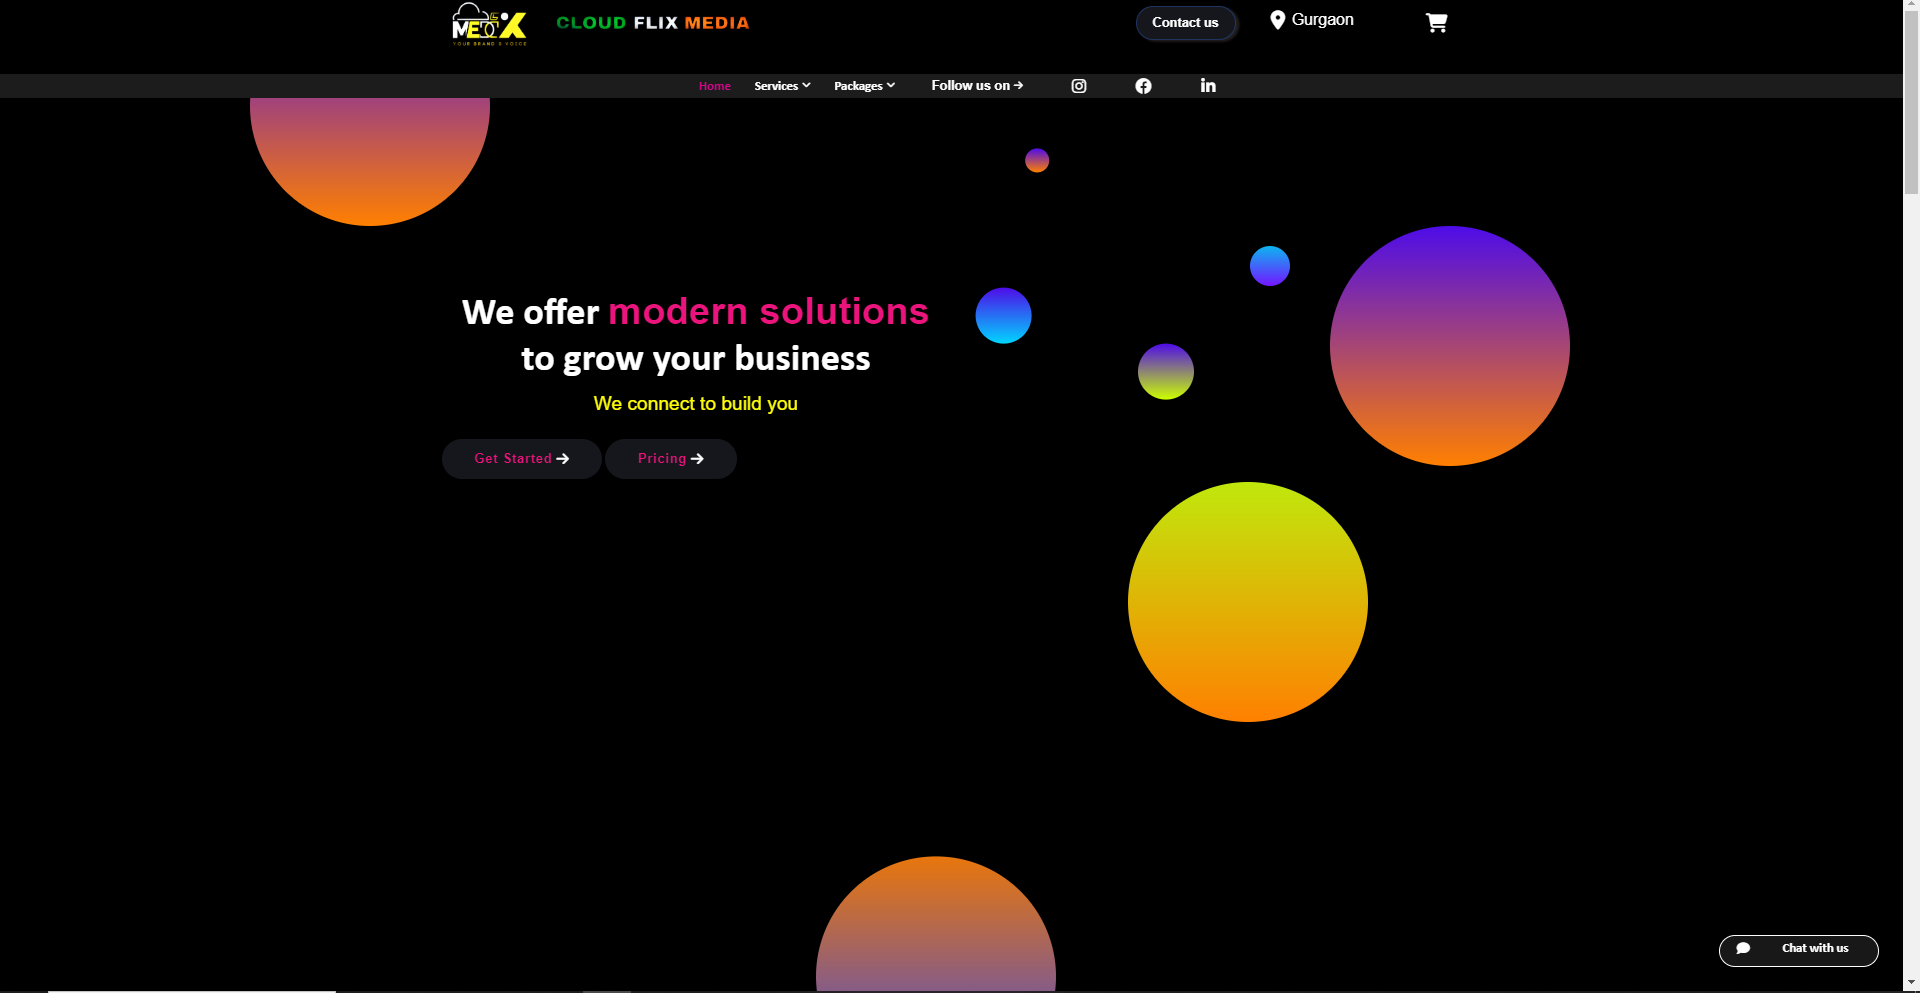 MEDIX
YOUR BRAND'S VOICE
CLOUD FLIX MEDIA
Contact us
Gurgaon
Home
Services
Packages
Follow us on
We offer modern solutions
to grow your business
We connect to build you
Get Started
Pricing
Chat with us